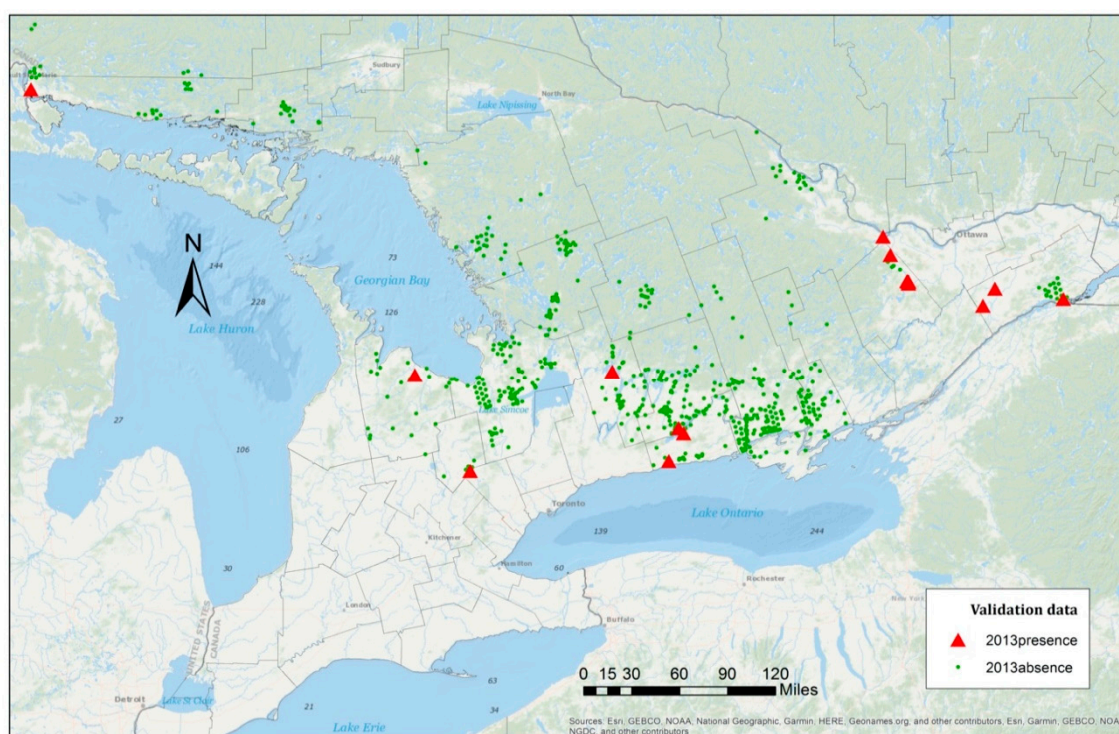 Sudbury
North Bay
Lake Nipissing
Ottawa
N
144
73
Georgian Bay
228
Lake Huron
126
Lake Simcoe
27
106
Toronto
Lake Ontario
139
244
Kitchener
Hamilton
30
60
Rochester
New York
London
Buffalo
UNITED STATES
CANADA
Detroit
Lake St Clair
63
21
34
Lake Erie
Validation data
2013presence
2013absence
0 15 30 60 90 120
Miles
Sources: Esri, GEBCO, NOAA, National Geographic, Garmin, HERE, Geonames.org, and other contributors, Esri, Garmin, GEBCO, NOA
NGDC, and other contributors